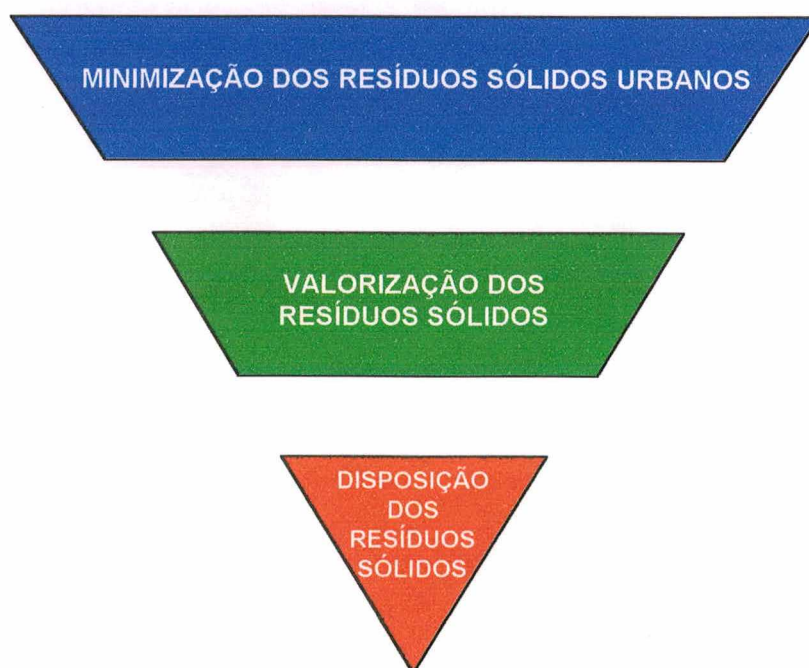 MINIMIZAÇÃO DOS RESÍDUOS SÓLIDOS URBANOS
VALORIZAÇÃO DOS
RESÍDUOS SÓLIDOS
DISPOSIÇÃO
DOS
RESÍDUOS
SÓLIDOS